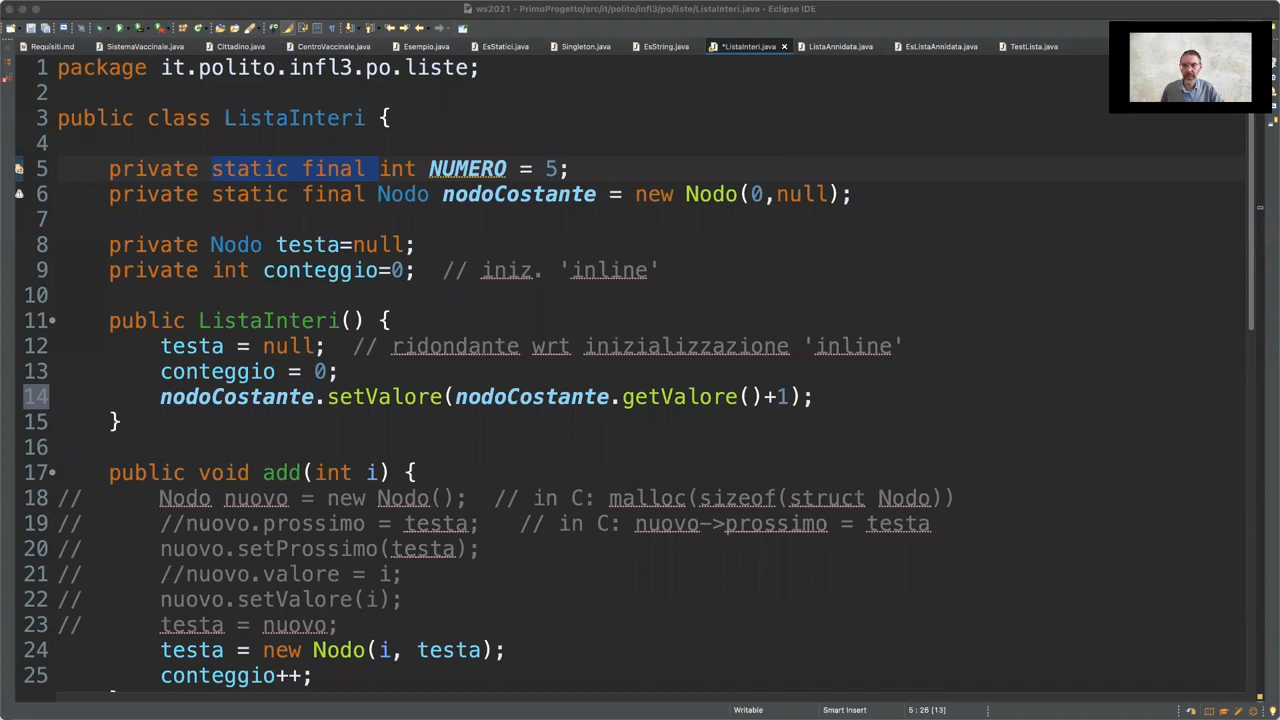 ws2021 - PrimoProgetto/src/it/polito/infl3/po/liste/ListaInteri.java - Eclipse IDE
Requisiti.md
SistemaVaccinale.java
Cittadino.java
CentroVaccinale.java
Esempio.java
EsStatici.java
Singleton.java
EsString.java
*ListaInteri.java
ListaAnnidata.java
EsListaAnnidata.java
TestLista.java
1 package it.polito.infl3.po.liste;
2
3 public class ListaInteri {
4
5 private static final int NUMERO = 5;
6 private static final Nodo nodoCostante = new Nodo(0,null);
7
8 private Nodo testa=null;
9 private int conteggio=0; // iniz. 'inline'
10
11 public ListaInteri() {
12 testa = null; // ridondante wrt inizializzazione 'inline'
13 conteggio = 0;
14 nodoCostante.setValore(nodoCostante.getValore()+1);
15 }
16
17 public void add(int i) {
18 // Nodo nuovo = new Nodo(); // in C: malloc(sizeof(struct Nodo))
19 // //nuovo.prossimo = testa; // in C: nuovo->prossimo = testa
20 // nuovo.setProssimo(testa);
21 // //nuovo.valore = i;
22 // nuovo.setValore(i);
23 // testa = nuovo;
24 testa = new Nodo(i, testa);
25 conteggio++;
Writable
Smart Insert
5 : 26 [13]